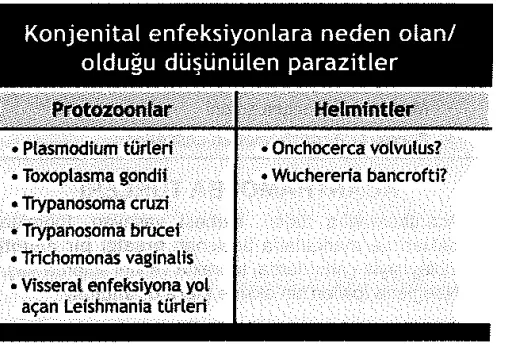 Konjenital enfeksiyonlara neden olan/
olduğu düşünülen parazitler
Protozoonlar
• Plasmodium türleri
• Toxoplasma gondii
• Trypanosoma cruzi
• Trypanosoma brucei
• Trichomonas vaginalis
• Visseral enfeksiyona yol
açan Leishmania türleri
Helmintler
• Onchocerca volvulus?
• Wuchereria bancrofti?